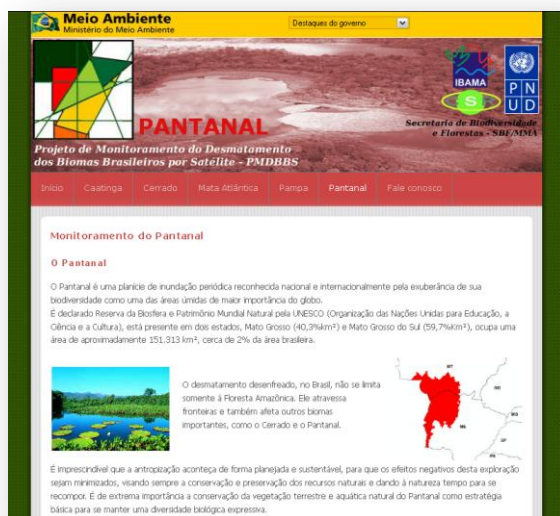 Meio Ambiente
Ministério do Meio Ambiente
Destaques do governo
IBAMA
S
P N
U D
PANTANAL
Secretaria de Biodiversidade
e Florestas - SBF/MMA
Projeto de Monitoramento do Desmatamento
dos Biomas Brasileiros por Satélite - PMDBBS
Início Caatinga Cerrado Mata Atlântica Pampa Pantanal Fale conosco
Monitoramento do Pantanal
O Pantanal
O Pantanal é uma planície de inundação periódica reconhecida nacional e internacionalmente pela exuberância de sua
biodiversidade como uma das áreas úmidas de maior importância do globo.
É declarado Reserva da Biosfera e Patrimônio Mundial Natural pela UNESCO (Organização das Nações Unidas para Educação, a
Ciência e a Cultura), está presente em dois estados, Mato Grosso (40,3%km²) e Mato Grosso do Sul (59,7%Km²), ocupa uma
área de aproximadamente 151.313 km², cerca de 2% da área brasileira.
O desmatamento desenfreado, no Brasil, não se limita
somente à Floresta Amazônica. Ele atravessa
fronteiras e também afeta outros biomas
importantes, como o Cerrado e o Pantanal.
MT
GO
MG
MS
SP
PR
É imprescindível que a antropização aconteça de forma planejada e sustentável, para que os efeitos negativos desta exploração
sejam minimizados, visando sempre a conservação e preservação dos recursos naturais e dando à natureza tempo para se
recompor. É de extrema importância a conservação da vegetação terrestre e aquática natural do Pantanal como estratégia
básica para se manter uma diversidade biológica expressiva.